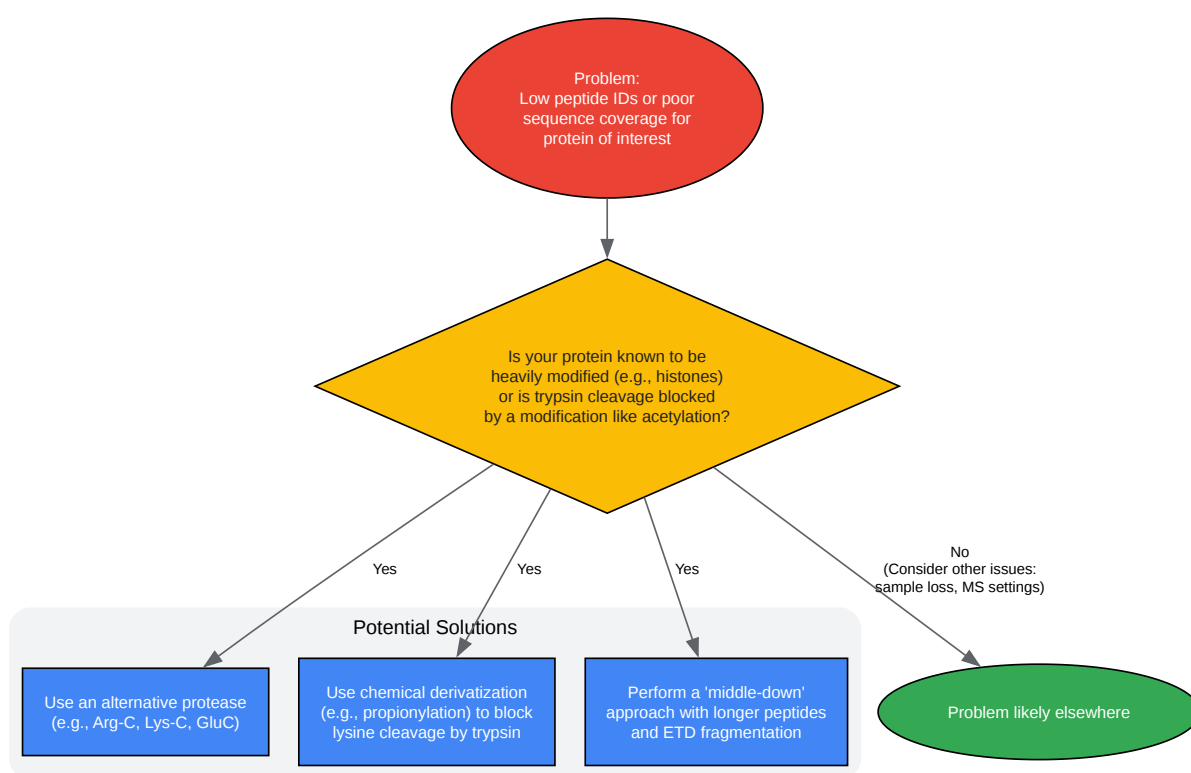 Problem:
Low peptide IDs or poor
sequence coverage for
protein of interest
Is your protein known to be
heavily modified (e.g., histones)
or is trypsin cleavage blocked
by a modification like acetylation?
Yes
Yes
Yes
No
(Consider other issues:
sample loss, MS settings)
Potential Solutions
Use an alternative protease
(e.g., Arg-C, Lys-C, GluC)
Use chemical derivatization
(e.g., propionylation) to block
lysine cleavage by trypsin
Perform a 'middle-down'
approach with longer peptides
and ETD fragmentation
Problem likely elsewhere